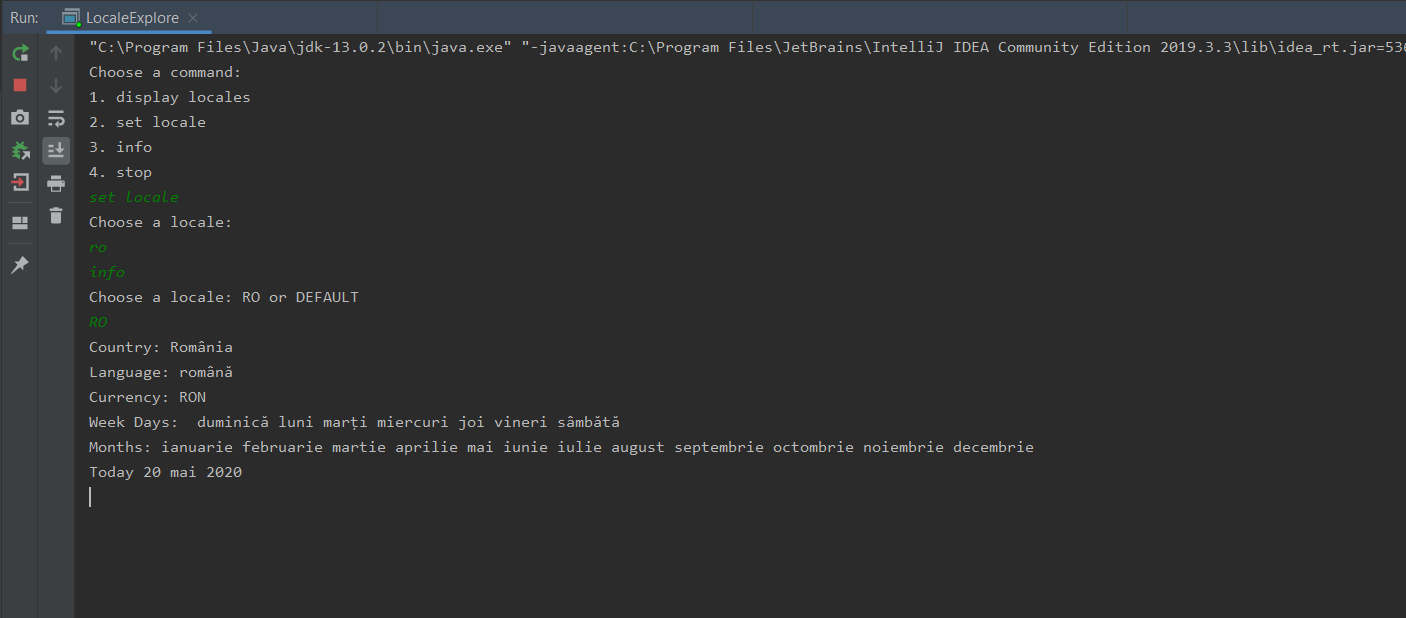 Run: LocaleExplore
"C:\Program Files\Java\jdk-13.0.2\bin\java.exe" "-javaagent:C:\Program Files\JetBrains\IntelliJ IDEA Community Edition 2019.3.3\lib\idea_rt.jar=536
Choose a command:
1. display locales
2. set locale
3. info
4. stop
set locale
Choose a locale:
ro
info
Choose a locale: RO or DEFAULT
RO
Country: România
Language: română
Currency: RON
Week Days:  duminică luni marți miercuri joi vineri sâmbătă
Months: ianuarie februarie martie aprilie mai iunie iulie august septembrie octombrie noiembrie decembrie
Today 20 mai 2020